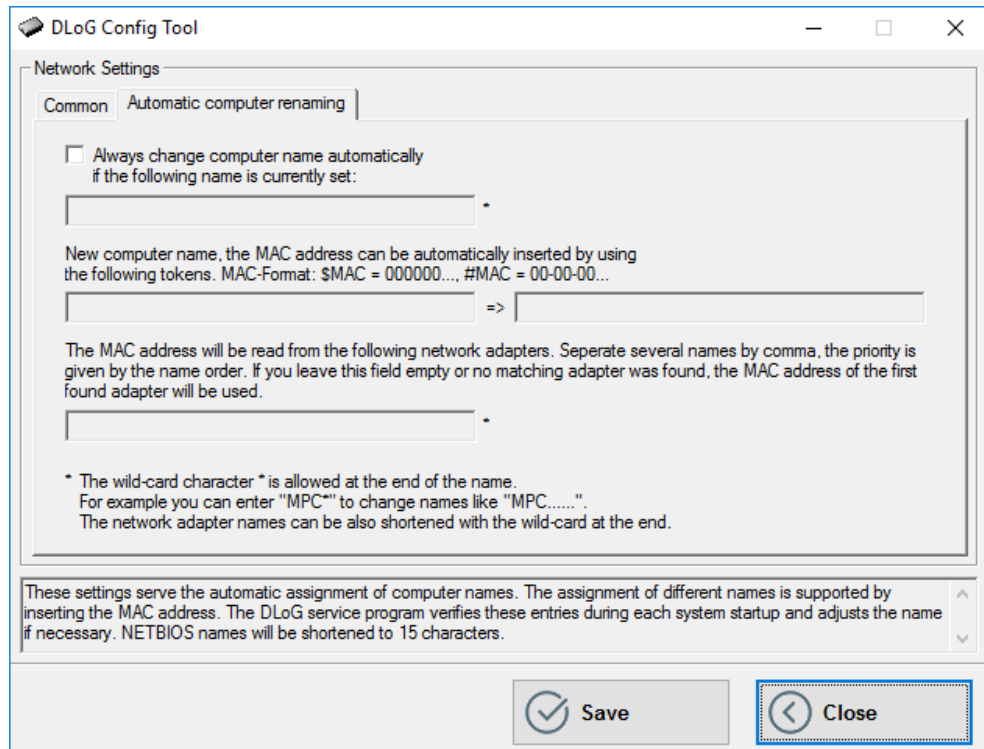 DLoG Config Tool
Network Settings
Common
Automatic computer renaming
Always change computer name automatically
if the following name is currently set:
*
New computer name, the MAC address can be automatically inserted by using
the following tokens. MAC-Format: $MAC = 000000..., #MAC = 00-00-00...
=>
The MAC address will be read from the following network adapters. Seperate several names by comma, the priority is
given by the name order. If you leave this field empty or no matching adapter was found, the MAC address of the first
found adapter will be used.
*
* The wild-card character * is allowed at the end of the name.
For example you can enter "MPC*" to change names like "MPC......".
The network adapter names can be also shortened with the wild-card at the end.
These settings serve the automatic assignment of computer names. The assignment of different names is supported by
inserting the MAC address. The DLoG service program verifies these entries during each system startup and adjusts the name
if necessary. NETBIOS names will be shortened to 15 characters.
Save
Close